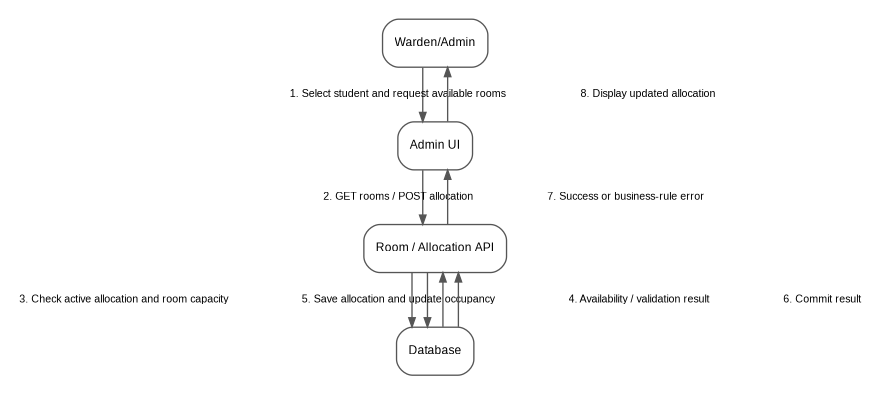 Warden/Admin
1. Select student and request available rooms
8. Display updated allocation
Admin UI
2. GET rooms / POST allocation
7. Success or business-rule error
Room / Allocation API
3. Check active allocation and room capacity
5. Save allocation and update occupancy
4. Availability / validation result
6. Commit result
Database